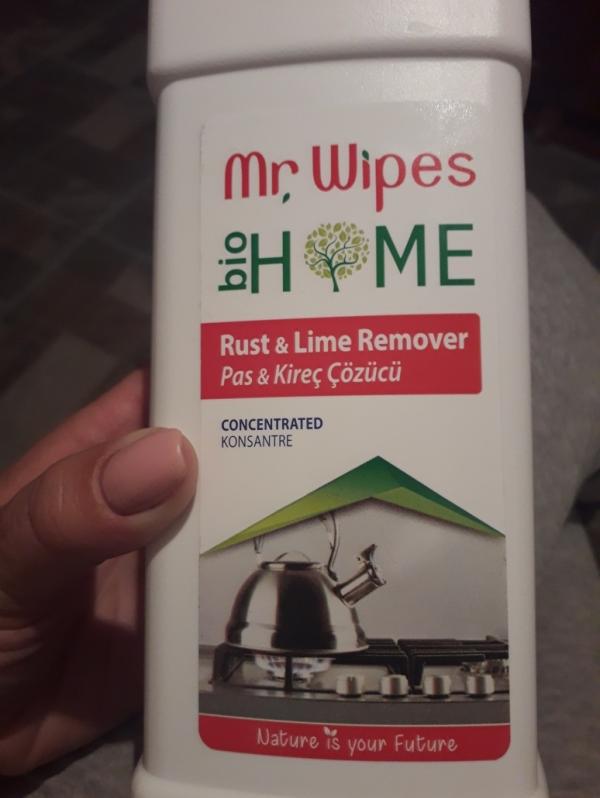 Mr. Wipes
bio HOME
Rust & Lime Remover
Pas & Kireç Çözücü
CONCENTRATED
KONSANTRE
Nature is your Future